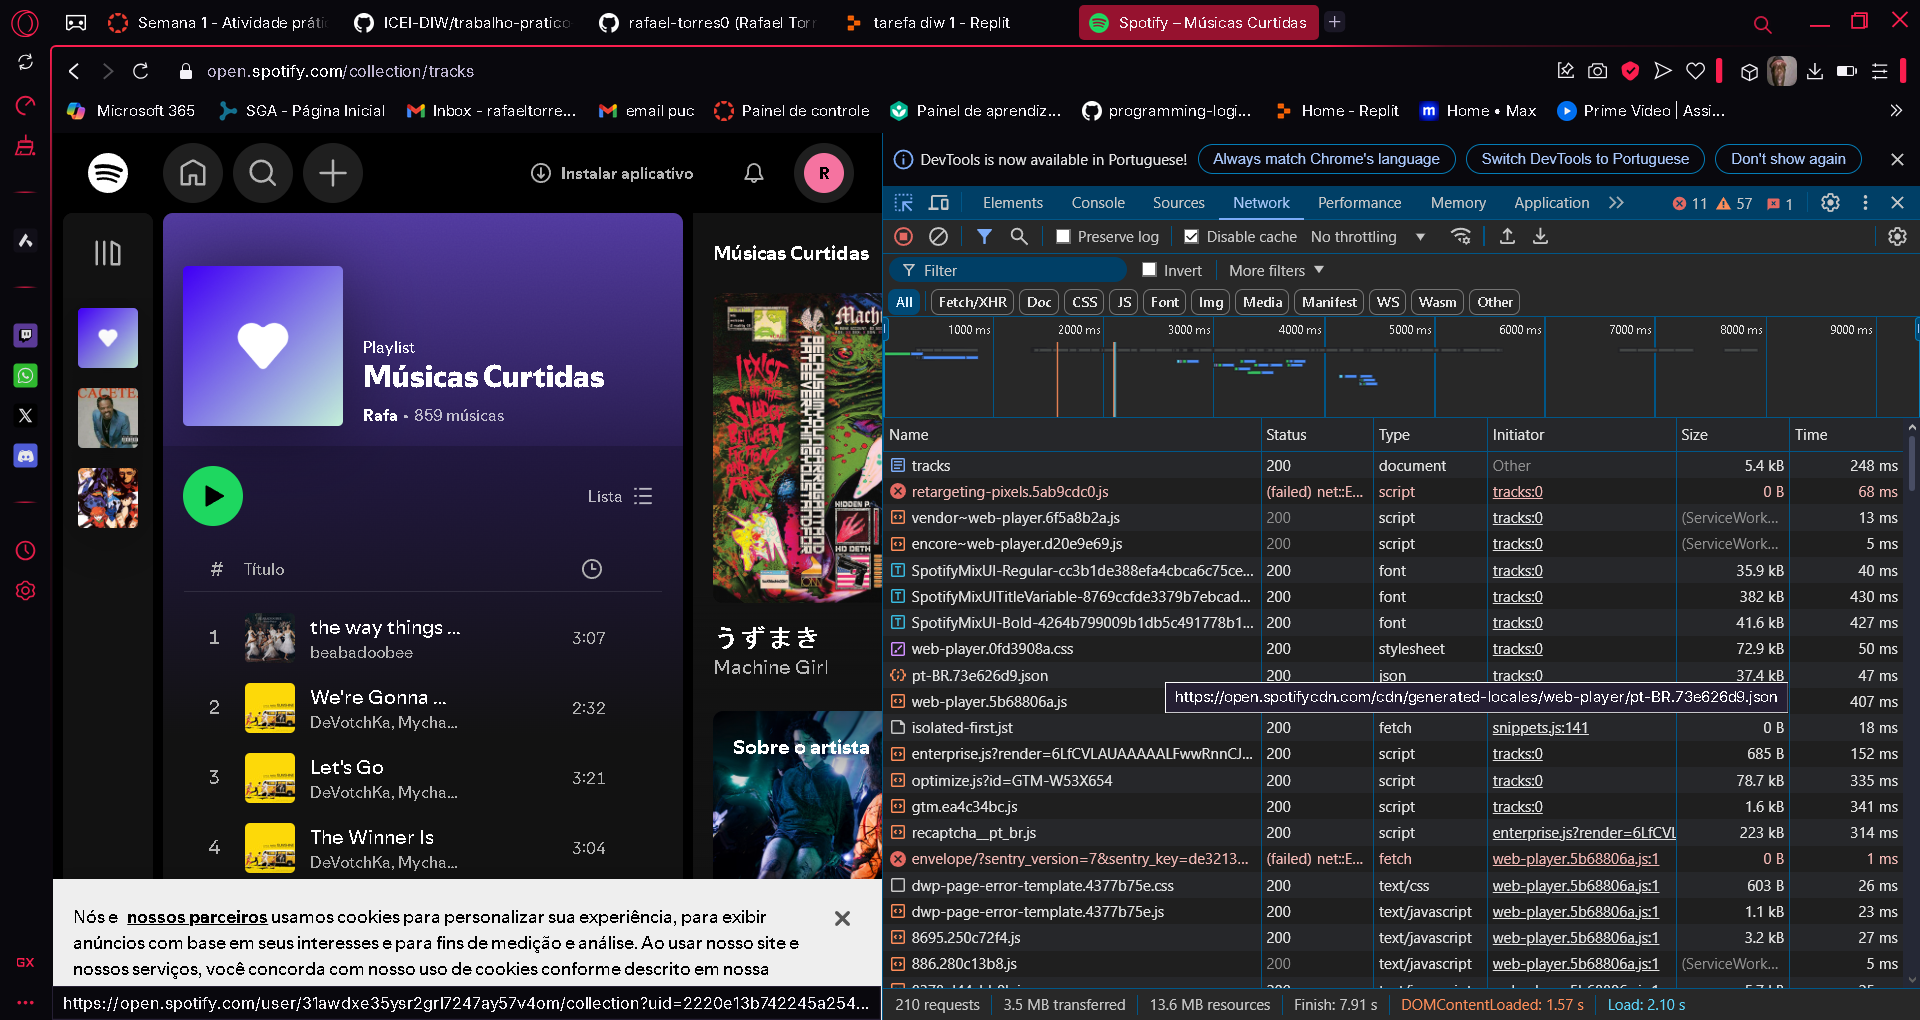 Semana 1 - Atividade práti
ICEI-DIW/trabalho-pratico
rafael-torres0 (Rafael Torr
tarefa diw 1 - Replit
Spotify – Músicas Curtidas
open.spotify.com/collection/tracks
Microsoft 365
SGA - Página Inicial
Inbox - rafaeltorre...
email puc
Painel de controle
Painel de aprendiz...
programming-logi...
Home - Replit
Home • Max
Prime Video | Assi...
Instalar aplicativo
R
Playlist
Músicas Curtidas
Rafa • 859 músicas
Lista
# Título
1 the way things ... 3:07
beabadoobee
2 We're Gonna ... 2:32
DeVotchKa, Mycha...
3 Let's Go 3:21
DeVotchKa, Mycha...
4 The Winner Is 3:04
DeVotchKa, Mycha...
Músicas Curtidas
うずまき
Machine Girl
Sobre o artista
Nós e nossos parceiros usamos cookies para personalizar sua experiência, para exibir
anúncios com base em seus interesses e para fins de medição e análise. Ao usar nosso site e
nossos serviços, você concorda com nosso uso de cookies conforme descrito em nossa
https://open.spotify.com/user/31awdxe35ysr2grl7247ay57v4om/collection?uid=2220e13b742245a254...
GX
DevTools is now available in Portuguese!
Always match Chrome's language
Switch DevTools to Portuguese
Don't show again
Elements Console Sources Network Performance Memory Application 11 57 1
Preserve log Disable cache No throttling
Filter Invert More filters
All Fetch/XHR Doc CSS JS Font Img Media Manifest WS Wasm Other
1000 ms 2000 ms 3000 ms 4000 ms 5000 ms 6000 ms 7000 ms 8000 ms 9000 ms
Name Status Type Initiator Size Time
tracks 200 document Other 5.4 kB 248 ms
retargeting-pixels.5ab9cdc0.js (failed) net::E... script tracks:0 0 B 68 ms
vendor~web-player.6f5a8b2a.js 200 script tracks:0 (ServiceWork... 13 ms
encore~web-player.d20e9e69.js 200 script tracks:0 (ServiceWork... 5 ms
SpotifyMixUI-Regular-cc3b1de388efa4cbca6c75ce... 200 font tracks:0 35.9 kB 40 ms
SpotifyMixUITitleVariable-8769ccfde3379b7ebcad... 200 font tracks:0 382 kB 430 ms
SpotifyMixUI-Bold-4264b799009b1db5c491778b1... 200 font tracks:0 41.6 kB 427 ms
web-player.0fd3908a.css 200 stylesheet tracks:0 72.9 kB 50 ms
pt-BR.73e626d9.json 200 json tracks:0 37.4 kB 47 ms
https://open.spotifycdn.com/cdn/generated-locales/web-player/pt-BR.73e626d9.json
web-player.5b68806a.js 407 ms
isolated-first.jst 200 fetch snippets.js:141 0 B 18 ms
enterprise.js?render=6LfCVLAUAAAAALFwwRnnCJ... 200 script tracks:0 685 B 152 ms
optimize.js?id=GTM-W53X654 200 script tracks:0 78.7 kB 335 ms
gtm.ea4c34bc.js 200 script tracks:0 1.6 kB 341 ms
recaptcha__pt_br.js 200 script enterprise.js?render=6LfCVL 223 kB 314 ms
envelope/?sentry_version=7&sentry_key=de3213... (failed) net::E... fetch web-player.5b68806a.js:1 0 B 1 ms
dwp-page-error-template.4377b75e.css 200 text/css web-player.5b68806a.js:1 603 B 26 ms
dwp-page-error-template.4377b75e.js 200 text/javascript web-player.5b68806a.js:1 1.1 kB 23 ms
8695.250c72f4.js 200 text/javascript web-player.5b68806a.js:1 3.2 kB 27 ms
886.280c13b8.js 200 text/javascript web-player.5b68806a.js:1 (ServiceWork... 5 ms
210 requests 3.5 MB transferred 13.6 MB resources Finish: 7.91 s DOMContentLoaded: 1.57 s Load: 2.10 s